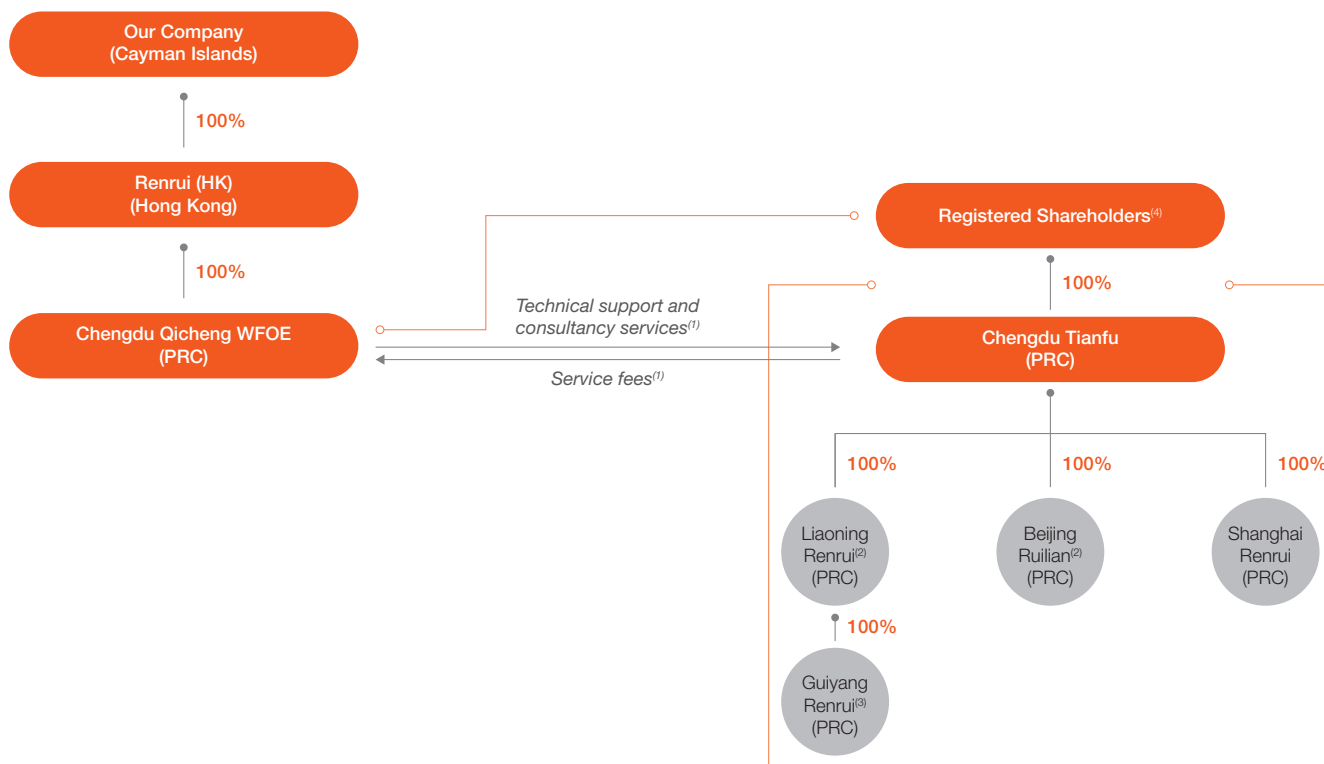 Our Company
(Cayman Islands)
100%
Renrui (HK)
(Hong Kong)
100%
Chengdu Qicheng WFOE
(PRC)
Technical support and
consultancy services(1)
Service fees(1)
Registered Shareholders(4)
100%
Chengdu Tianfu
(PRC)
100%
100%
100%
Liaoning
Renrui(2)
(PRC)
Beijing
Ruilian(2)
(PRC)
Shanghai
Renrui
(PRC)
100%
Guiyang
Renrui(3)
(PRC)